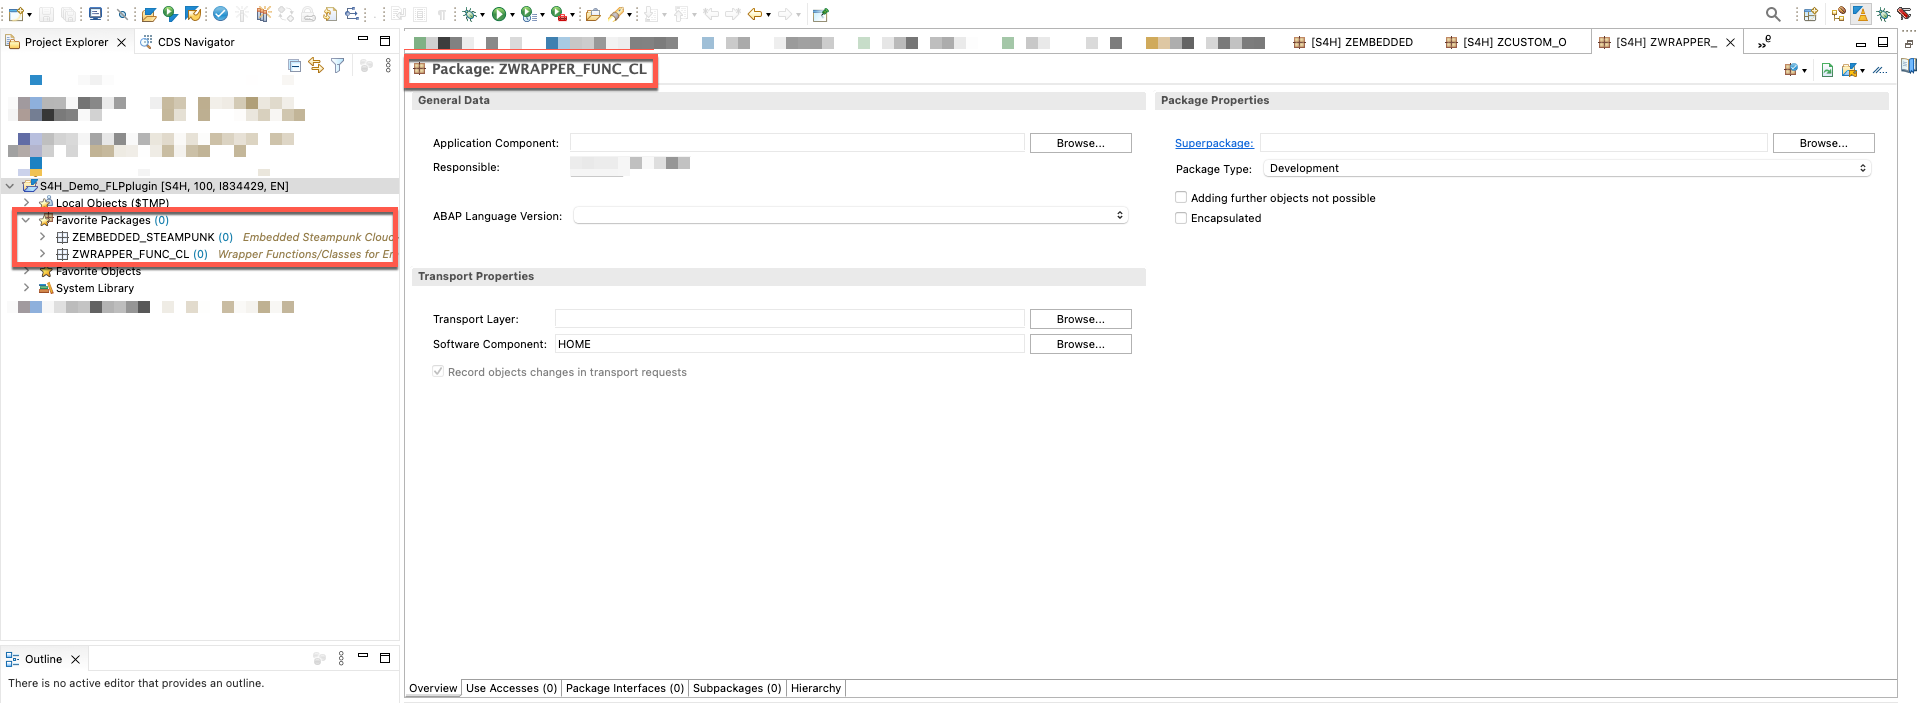 Project Explorer
CDS Navigator
[S4H] ZEMBEDDED
[S4H] ZCUSTOM_O
[S4H] ZWRAPPER_
Package: ZWRAPPER_FUNC_CL
General Data
Package Properties
Application Component:
Browse...
Superpackage:
Browse...
Responsible:
Package Type:
Development
Adding further objects not possible
ABAP Language Version:
Encapsulated
S4H_Demo_FLPplugin [S4H, 100, I834429, EN]
Local Objects ($TMP)
Favorite Packages (0)
ZEMBEDDED_STEAMPUNK (0) Embedded Steampunk Cloud
ZWRAPPER_FUNC_CL (0) Wrapper Functions/Classes for Em
Favorite Objects
System Library
Transport Properties
Transport Layer:
Browse...
Software Component:
HOME
Browse...
Record objects changes in transport requests
Outline
There is no active editor that provides an outline.
Overview
Use Accesses (0)
Package Interfaces (0)
Subpackages (0)
Hierarchy